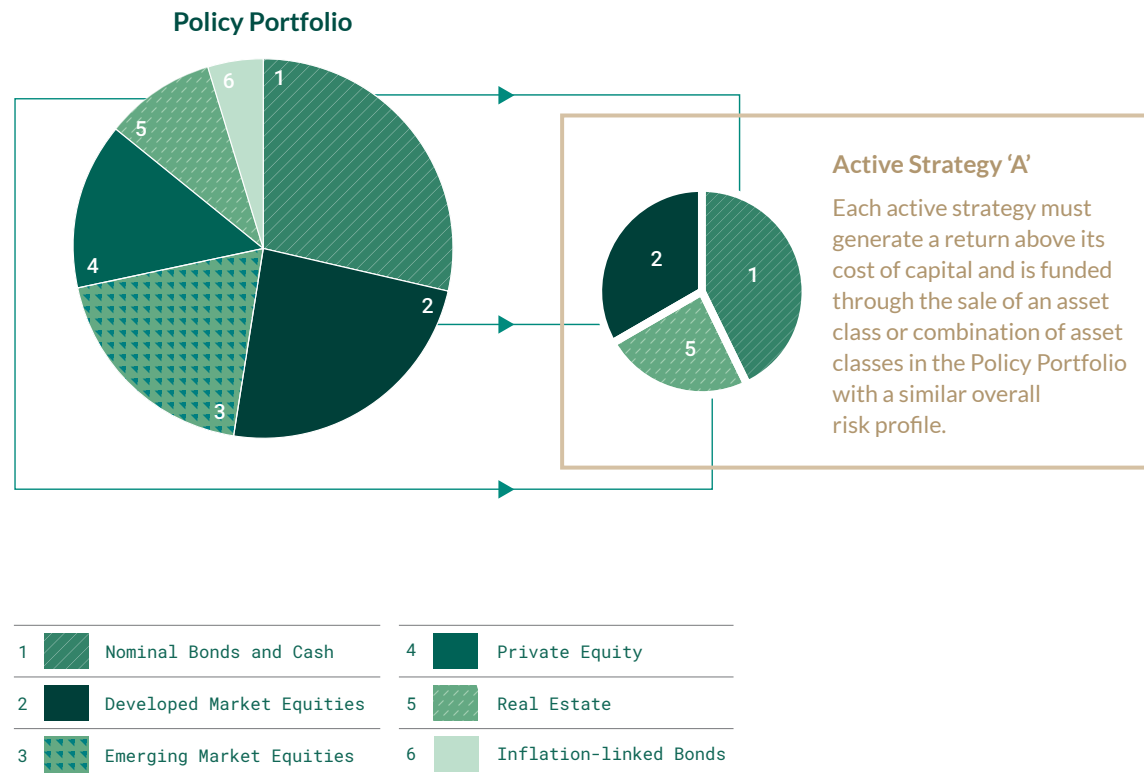 Policy Portfolio
6
1
5
4
2
3
2
1
5
Active Strategy ‘A’
Each active strategy must
generate a return above its
cost of capital and is funded
through the sale of an asset
class or combination of asset
classes in the Policy Portfolio
with a similar overall
risk profile.
1 Nominal Bonds and Cash
2 Developed Market Equities
3 Emerging Market Equities
4 Private Equity
5 Real Estate
6 Inflation-linked Bonds